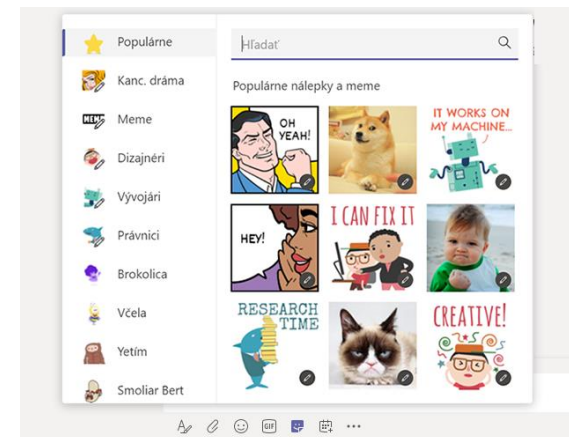 Populárne
Kanc. dráma
Meme
Dizajnéri
Vývojári
Právnici
Brokolica
Včela
Yetím
Smoliar Bert
Hľadať
Populárne nálepky a meme
OH
YEAH!
IT WORKS ON
MY MACHINE...
HEY!
I CAN FIX IT
RESEARCH
TIME
CREATIVE!
MEME
GIF